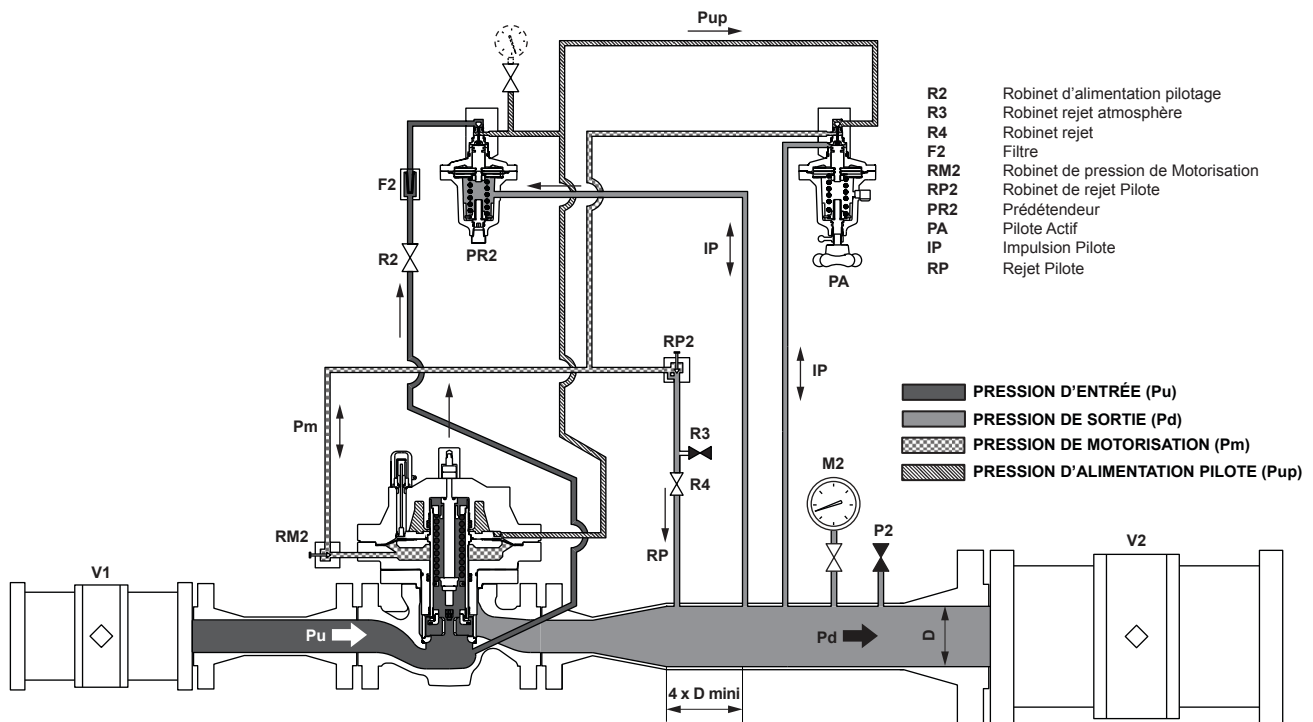 Pup
R2 Robinet d'alimentation pilotage
R3 Robinet rejet atmosphère
R4 Robinet rejet
F2 Filtre
RM2 Robinet de pression de Motorisation
RP2 Robinet de rejet Pilote
PR2 Prédétendeur
PA Pilote Actif
IP Impulsion Pilote
RP Rejet Pilote
F2
R2
PR2
IP
PA
RP2
IP
PRESSION D'ENTRÉE (Pu)
PRESSION DE SORTIE (Pd)
PRESSION DE MOTORISATION (Pm)
PRESSION D'ALIMENTATION PILOTE (Pup)
Pm
R3
R4
M2
RM2
RP
P2
V2
V1
Pu
Pd
D
4 x D mini